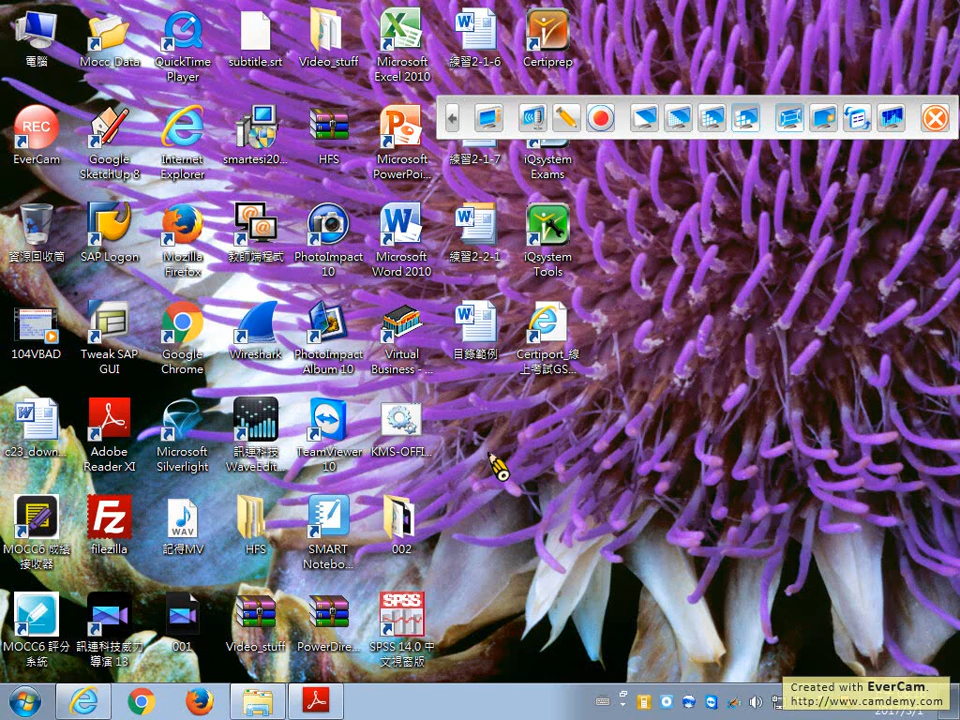 電腦
Mocc Data
QuickTime
Player
subtitle.srt
Video_stuff
Microsoft
Excel 2010
練習2-1-6
Certiprep
REC
EverCam
Google
SketchUp 8
Internet
Explorer
smartesi20...
HFS
Microsoft
PowerPoi...
練習2-1-7
iQsystem
Exams
資源回收筒
SAP Logon
Mozilla
Firefox
教師端程式
PhotoImpact
10
Microsoft
Word 2010
練習2-2-1
iQsystem
Tools
104VBAD
Tweak SAP
GUI
Google
Chrome
Wireshark
PhotoImpact
Album 10
Virtual
Business - ...
目錄範例
Certiport_線
上考試GS...
c23_down...
Adobe
Reader XI
Microsoft
Silverlight
訊連科技
WaveEdit...
TeamViewer
10
KMS-OFFI...
MOCC6 成績
接收器
filezilla
WAV
記得MV
HFS
SMART
Notebo...
002
MOCC6 評分
系統
訊連科技威力
導演 13
001
Video_stuff
PowerDire...
SPSS
SPSS 14.0 中
文視窗版
Created with EverCam.
http://www.camdemy.com